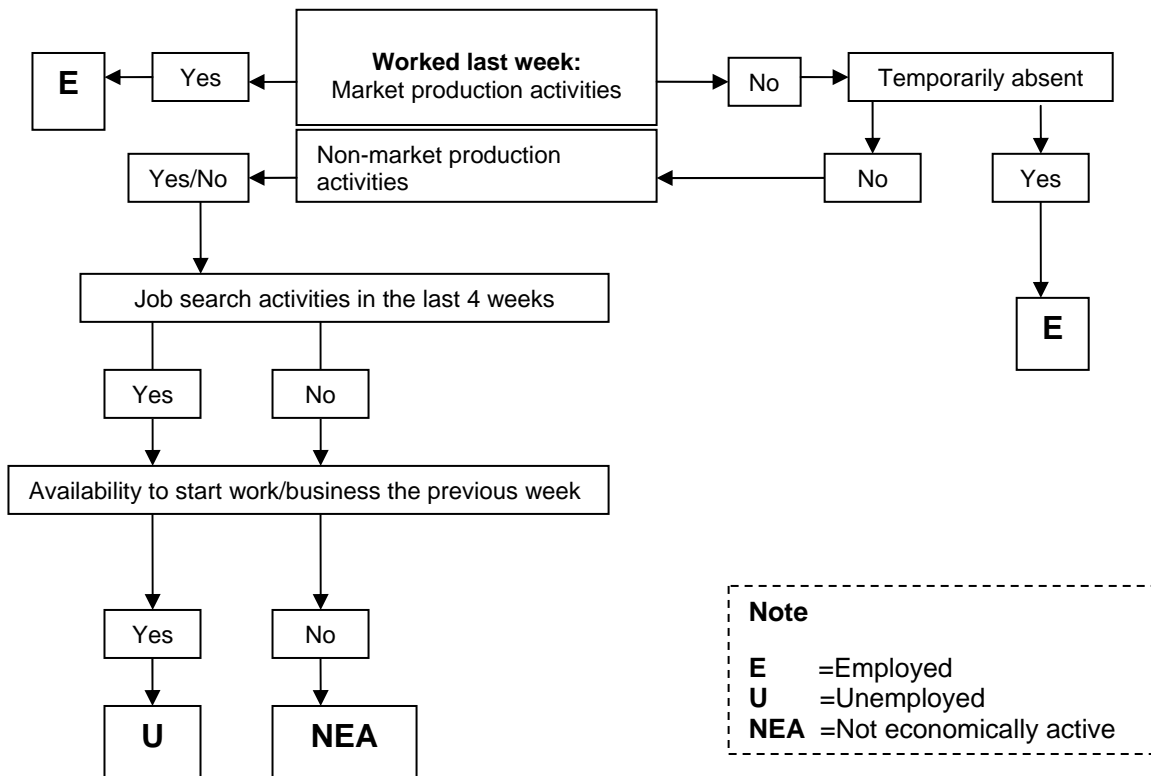 E
Yes
Worked last week:
Market production activities
No
Temporarily absent
Yes/No
Non-market production
activities
No
Yes
Job search activities in the last 4 weeks
E
Yes
No
Availability to start work/business the previous week
Yes
No
U
NEA
Note
E =Employed
U =Unemployed
NEA =Not economically active